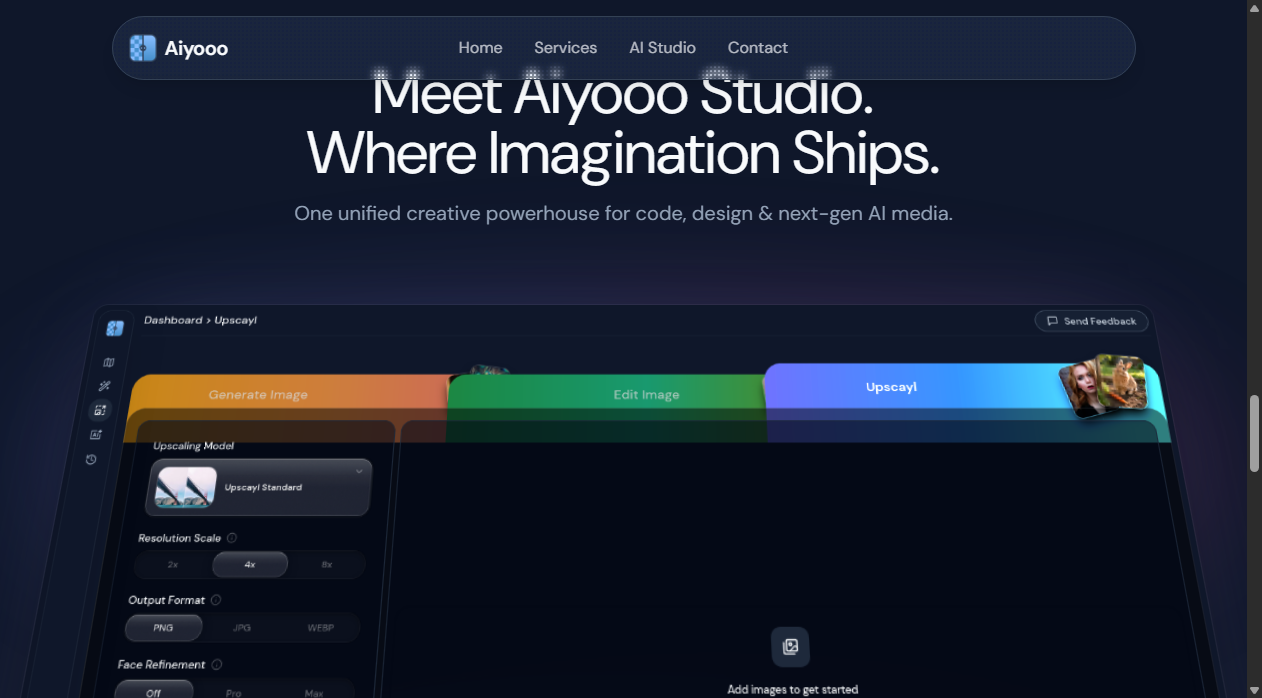 Aiyooo
Home Services AI Studio Contact
Meet Aiyooo Studio.
Where Imagination Ships.
One unified creative powerhouse for code, design & next-gen AI media.
Dashboard > Upscayl
Send Feedback
Generate Image
Edit Image
Upscayl
Upscaling Model
Upscayl Standard
Resolution Scale
2x 4x 8x
Output Format
PNG JPG WEBP
Face Refinement
Off Pro Max
Add images to get started